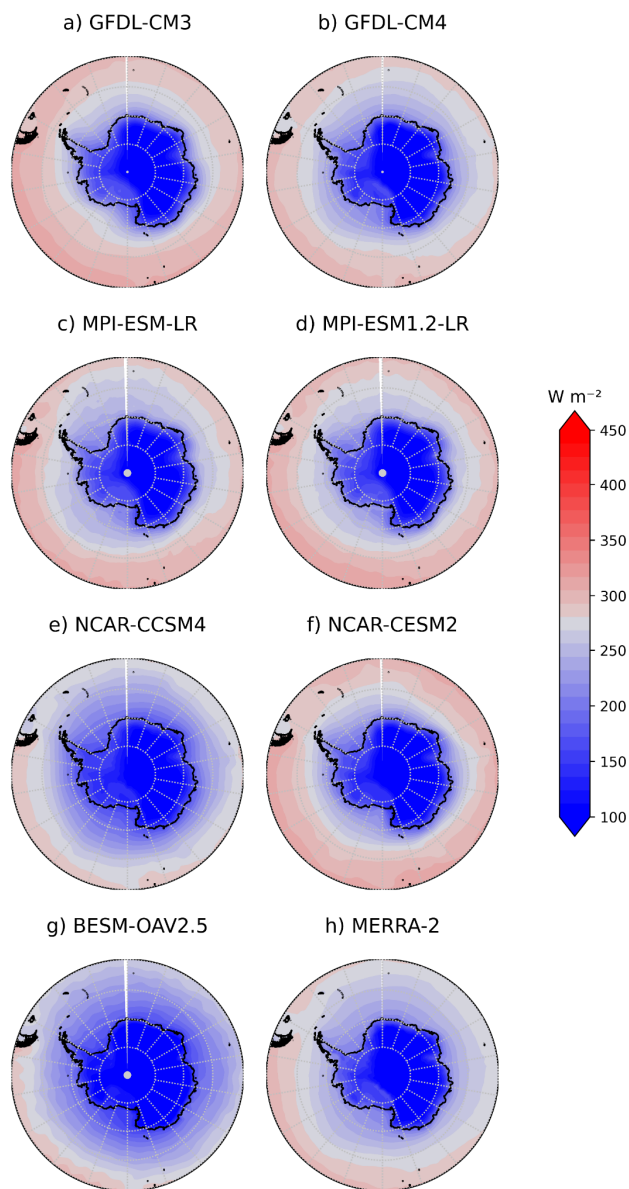 a) GFDL-CM3
b) GFDL-CM4
c) MPI-ESM-LR
d) MPI-ESM1.2-LR
W m⁻²
450
400
350
300
250
200
150
100
e) NCAR-CCSM4
f) NCAR-CESM2
g) BESM-OAV2.5
h) MERRA-2